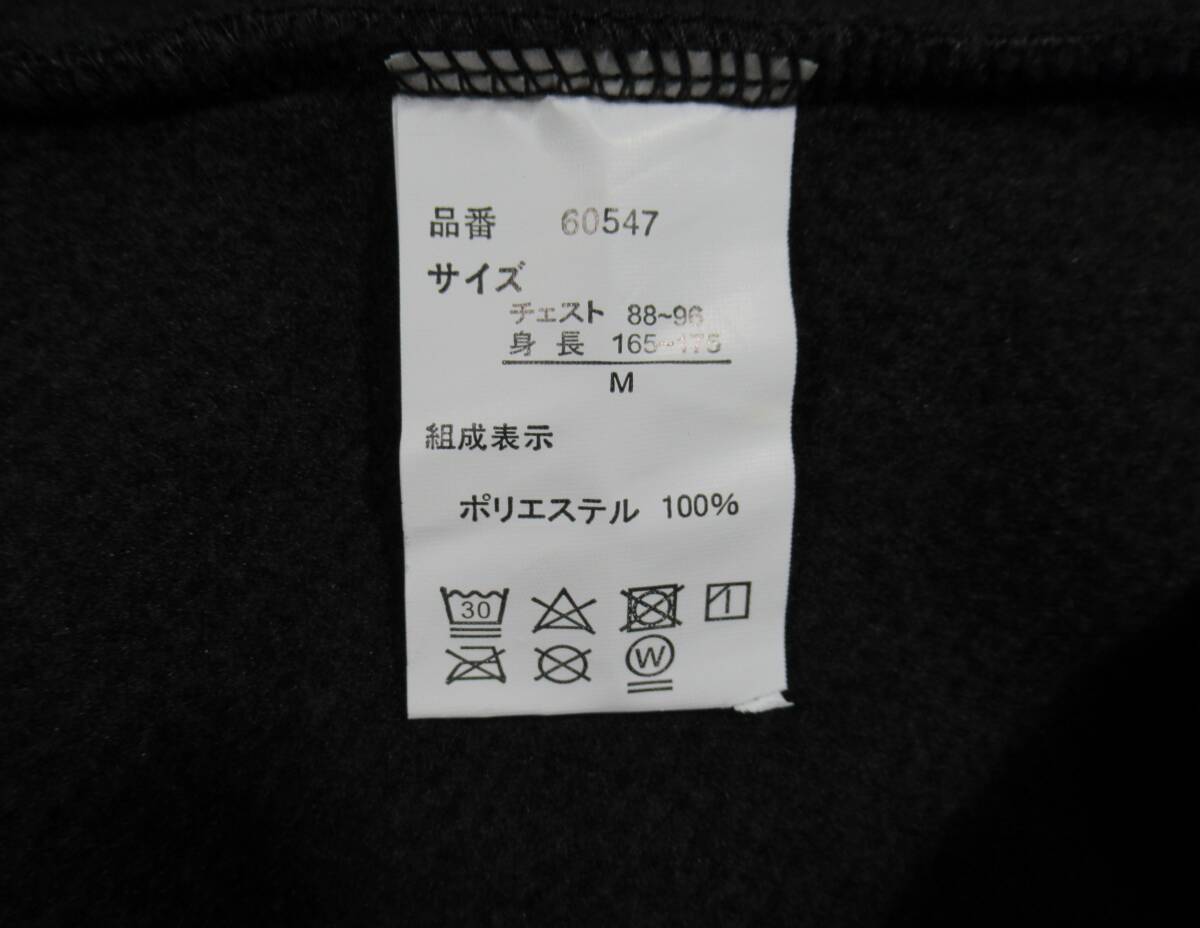 品番 60547
サイズ
チェスト 88~96
身長 165~175
M
組成表示
ポリエステル 100%
30
W